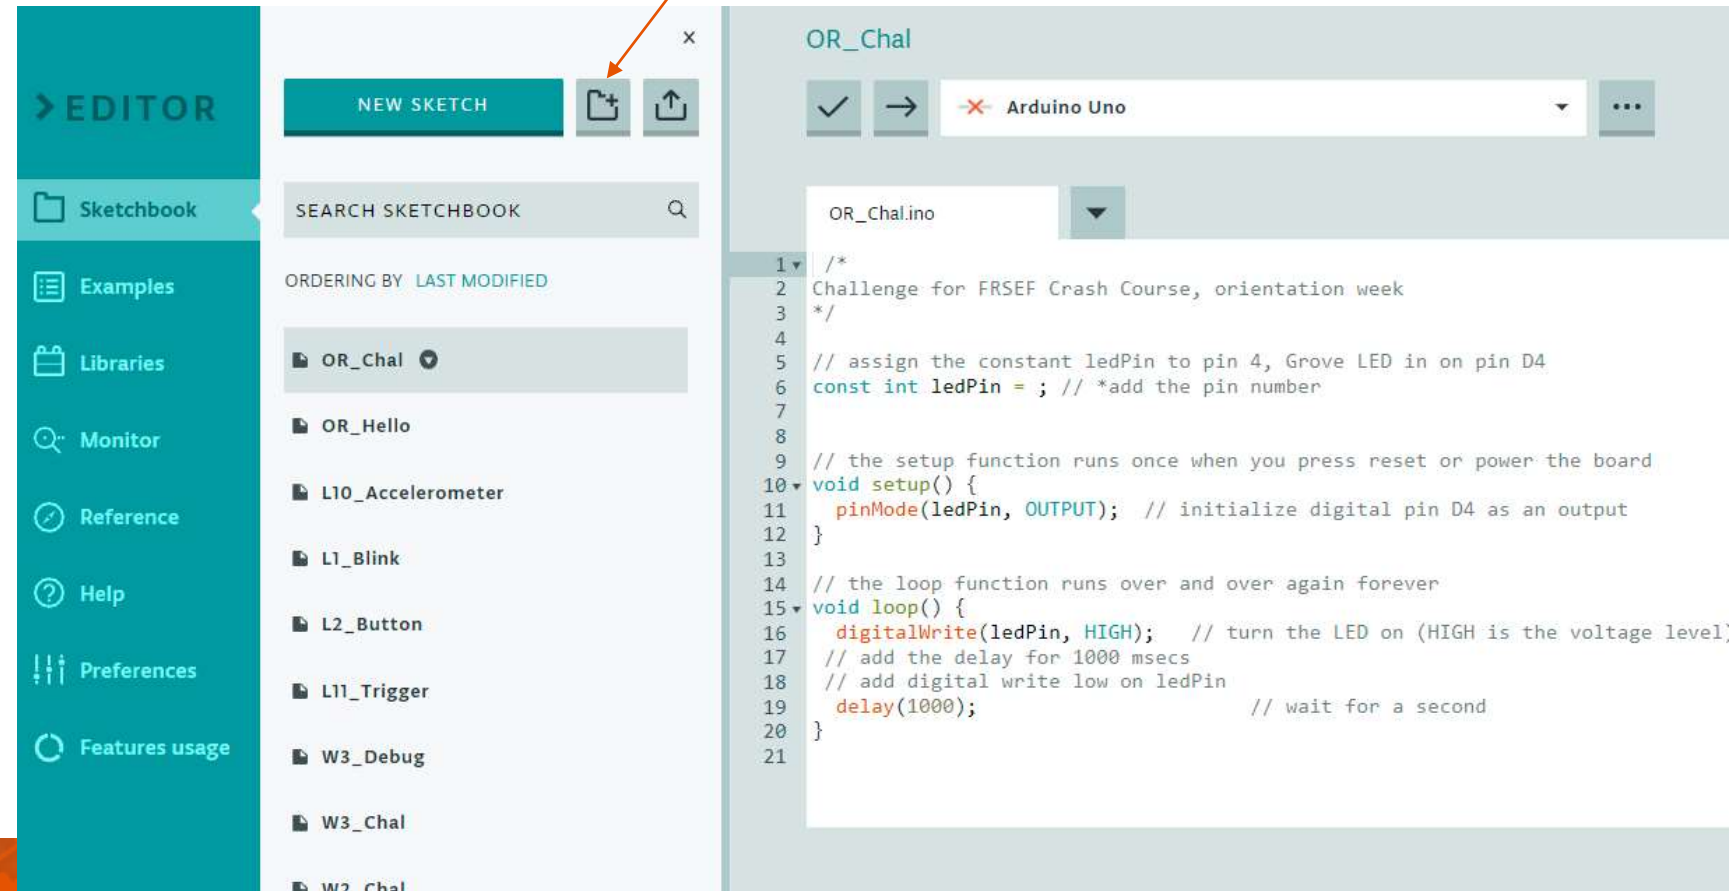 EDITOR
Sketchbook
Examples
Libraries
Monitor
Reference
Help
Preferences
Features usage
×
NEW SKETCH
SEARCH SKETCHBOOK
ORDERING BY LAST MODIFIED
OR_Chal
OR_Hello
L10_Accelerometer
L1_Blink
L2_Button
L11_Trigger
W3_Debug
W3_Chal
W2_Chal
OR_Chal
Arduino Uno
OR_Chal.ino
1 /*
2 Challenge for FRSEF Crash Course, orientation week
3 */
4
5 // assign the constant ledPin to pin 4, Grove LED in on pin D4
6 const int ledPin = ; // *add the pin number
7
8
9 // the setup function runs once when you press reset or power the board
10 void setup() {
11 pinMode(ledPin, OUTPUT); // initialize digital pin D4 as an output
12 }
13
14 // the loop function runs over and over again forever
15 void loop() {
16 digitalWrite(ledPin, HIGH); // turn the LED on (HIGH is the voltage level)
17 // add the delay for 1000 msecs
18 // add digital write low on ledPin
19 delay(1000); // wait for a second
20 }
21